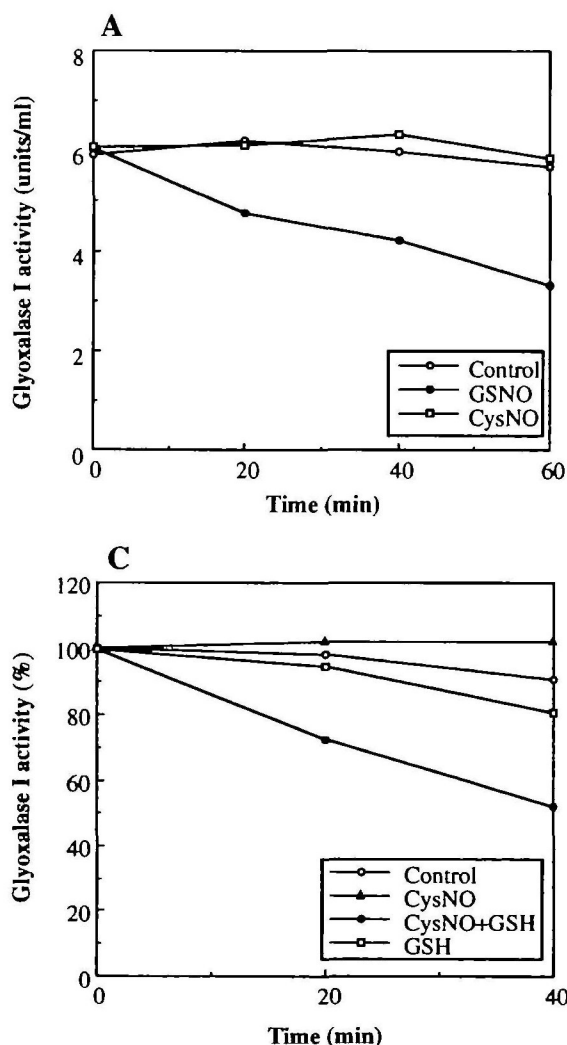 A
Glyoxalase I activity (units/ml)
8
6
4
2
0
Control
GSNO
CysNO
0
20
40
60
Time (min)
C
Glyoxalase I activity (%)
120
100
80
60
40
20
0
Control
CysNO
CysNO+GSH
GSH
0
20
40
Time (min)